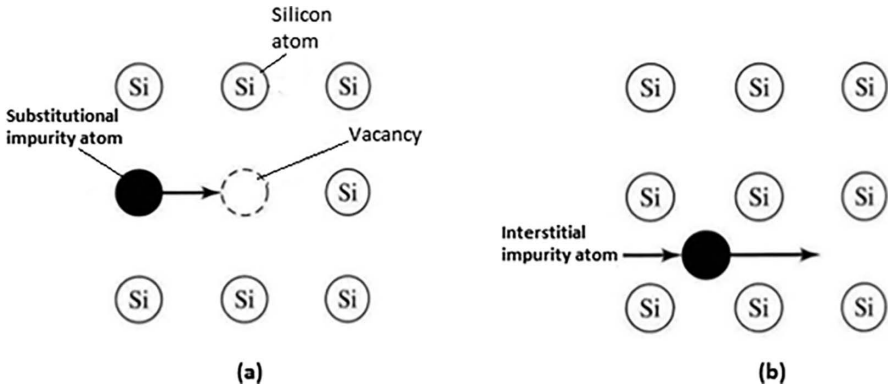 Silicon
atom
Si Si Si
Substitutional
impurity atom
Vacancy
Si
Si Si Si
(a)
Si Si Si
Si Si Si
Interstitial
impurity atom
Si Si Si
(b)